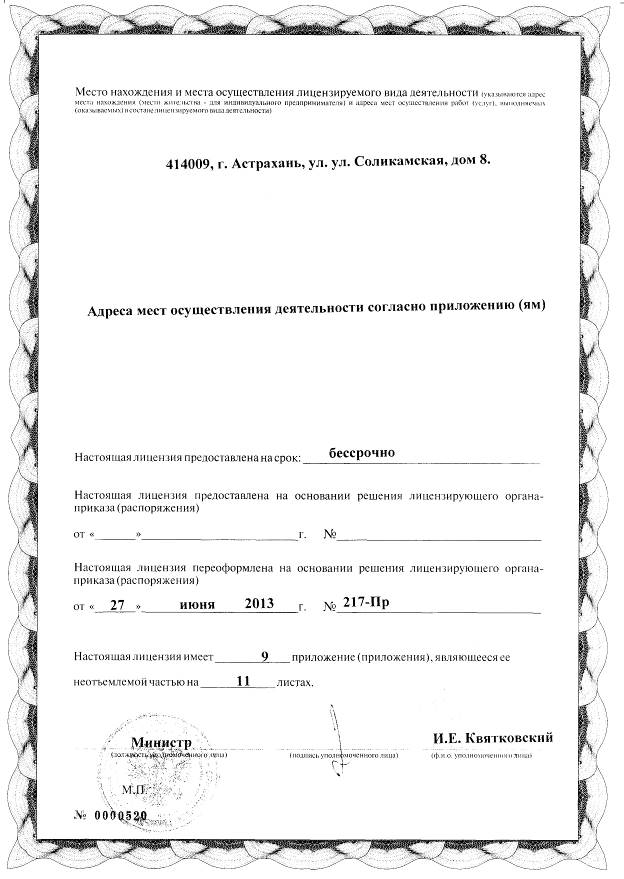 Место нахождения и места осуществления лицензируемого вида деятельности (указываются адрес
места нахождения (место жительства - для индивидуального предпринимателя) и адреса мест осуществления работ (услуг), выполняемых
(оказываемых) в составе лицензируемого вида деятельности)
414009, г. Астрахань, ул. ул. Соликамская, дом 8.
Адреса мест осуществления деятельности согласно приложению (ям)
Настоящая лицензия предоставлена на срок: бессрочно
Настоящая лицензия предоставлена на основании решения лицензирующего органа-
приказа (распоряжения)
от « » г. №
Настоящая лицензия переоформлена на основании решения лицензирующего органа-
приказа (распоряжения)
от « 27 » июня 2013 г. № 217-Пр
Настоящая лицензия имеет 9 приложение (приложения), являющееся ее
неотъемлемой частью на 11 листах.
Министр И.Е. Квятковский
(должность уполномоченного лица) (подпись уполномоченного лица) (ф.и.о. уполномоченного лица)
М.П.
№ 0000520